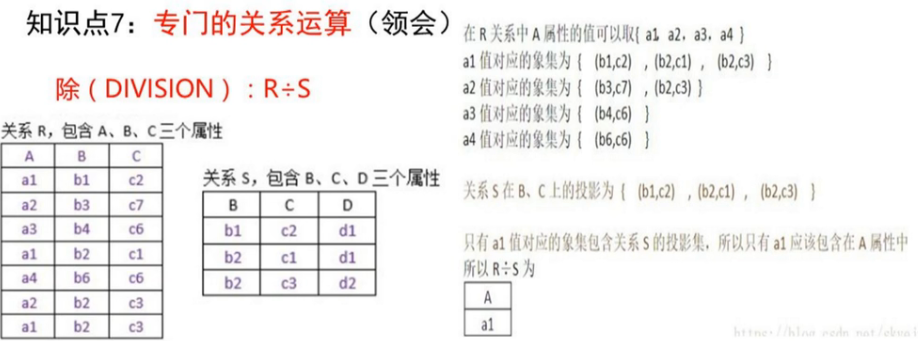 知识点7：专门的关系运算（领会）
除（DIVISION）：R÷S
关系 R，包含 A、B、C 三个属性
A B C
a1 b1 c2
a2 b3 c7
a3 b4 c6
a1 b2 c1
a4 b6 c6
a2 b2 c3
a1 b2 c3
关系 S，包含 B、C、D 三个属性
B C D
b1 c2 d1
b2 c1 d1
b2 c3 d2
在 R 关系中 A 属性的值可以取{ a1，a2，a3，a4 }
a1 值对应的象集为 { (b1,c2) , (b2,c1) , (b2,c3) }
a2 值对应的象集为 { (b3,c7) , (b2,c3) }
a3 值对应的象集为 { (b4,c6) }
a4 值对应的象集为 { (b6,c6) }
关系 S 在 B、C 上的投影为 { (b1,c2) , (b2,c1) , (b2,c3) }
只有 a1 值对应的象集包含关系 S 的投影集，所以只有 a1 应该包含在 A 属性中
所以 R÷S 为
A
a1